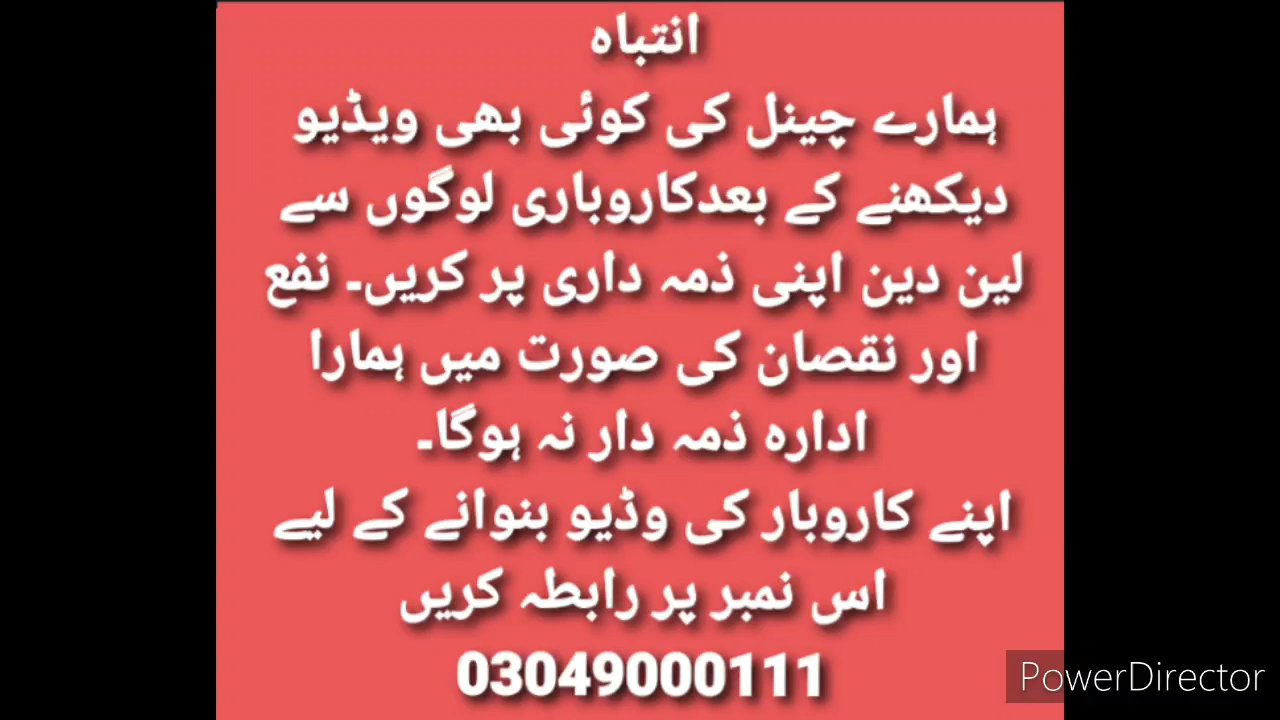 انتباہ
ہمارے چینل کی کوئی بھی ویڈیو
دیکھنے کے بعدکاروباری لوگوں سے
لین دین اپنی ذمہ داری پر کریں۔ نفع
اور نقصان کی صورت میں ہمارا
ادارہ ذمہ دار نہ ہوگا۔
اپنے کاروبار کی وڈیو بنوانے کے لیے
اس نمبر پر رابطہ کریں
03049000111
PowerDirector